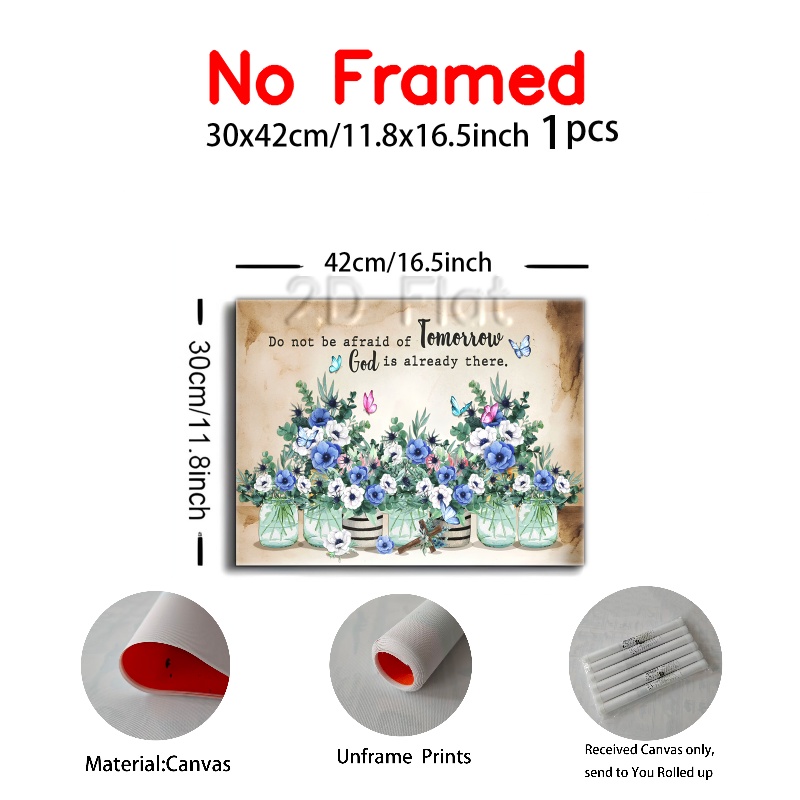 No Framed
30x42cm/11.8x16.5inch 1pcs
42cm/16.5inch
2D Flat
30cm/11.8inch
Do not be afraid of Tomorrow
God is already there.
Material:Canvas
Unframe Prints
Received Canvas only,
send to You Rolled up